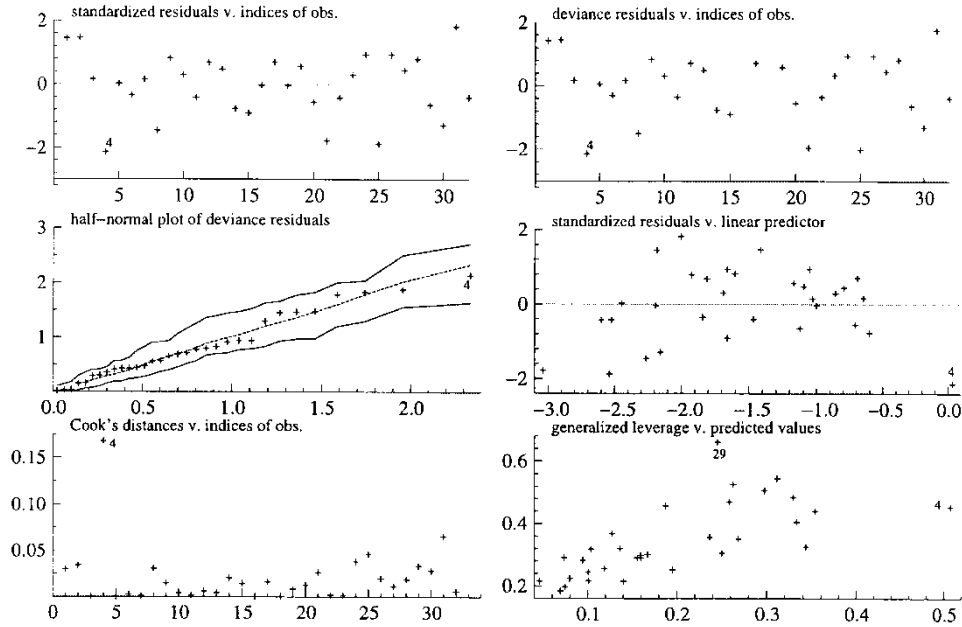 standardized residuals v. indices of obs.
2
0
−2
4
5 10 15 20 25 30
deviance residuals v. indices of obs.
2
0
−2
4
5 10 15 20 25 30
half−normal plot of deviance residuals
3
2
1
4
0.0 0.5 1.0 1.5 2.0
standardized residuals v. linear predictor
2
0
−2
4
−3.0 −2.5 −2.0 −1.5 −1.0 −0.5 0.0
Cook's distances v. indices of obs.
4
0.15
0.10
0.05
0 5 10 15 20 25 30
generalized leverage v. predicted values
0.6
29
4
0.4
0.2
0.1 0.2 0.3 0.4 0.5